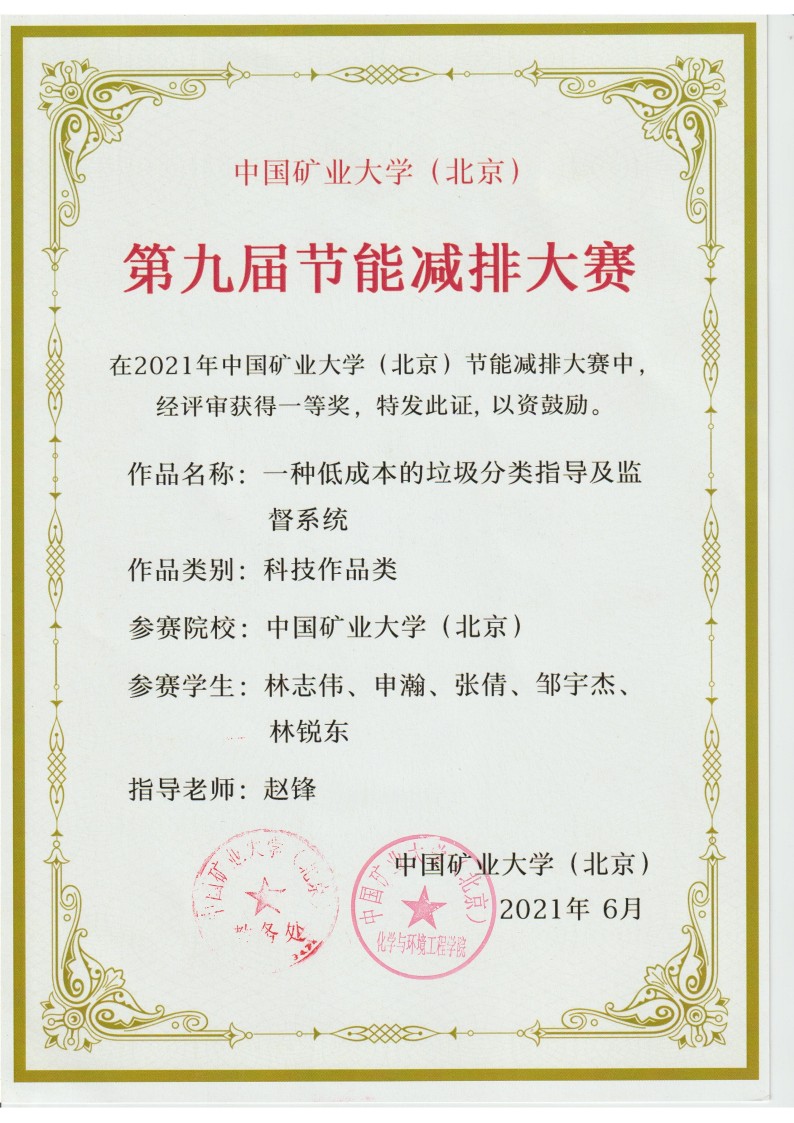 中国矿业大学（北京）
第九届节能减排大赛
在2021年中国矿业大学（北京）节能减排大赛中，
经评审获得一等奖，特发此证，以资鼓励。
作品名称：一种低成本的垃圾分类指导及监
督系统
作品类别：科技作品类
参赛院校：中国矿业大学（北京）
参赛学生：林志伟、申瀚、张倩、邹宇杰、
林锐东
指导老师：赵锋
中国矿业大学（北京）
2021年 6月
中国矿业大学（北京）
教务处
中国矿业大学（北京）
化学与环境工程学院